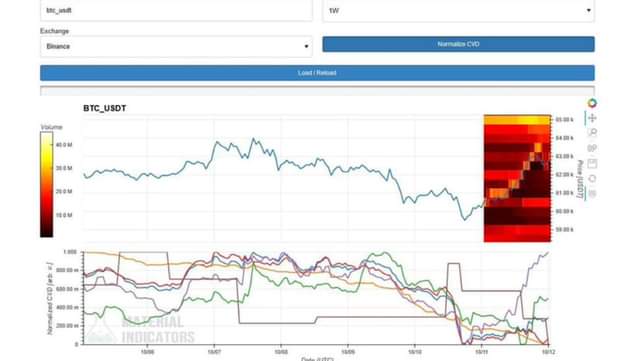 btc_usdt
1W
Exchange
Binance
Normalize CVD
Load / Reload
BTC_USDT
Volume
40.0 M
20.0 M
10.0 M
65.00 k
64.00 k
63.00 k
62.00 k
61.00 k
60.00 k
59.00 k
Price [USDT]
1.000
800.00 m
600.00 m
400.00 m
200.00 m
0
Normalized CVD [arb. u.]
MATERIAL
INDICATORS
10/06
10/07
10/08
10/09
10/10
10/11
10/12
Date (UTC)